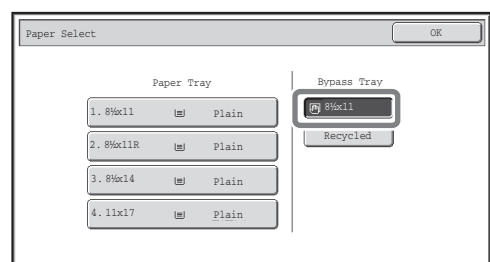 Paper Select OK
Paper Tray Bypass Tray
1. 8½x11 Plain 8½x11
2. 8½x11R Plain Recycled
3. 8½x14 Plain
4. 11x17 Plain